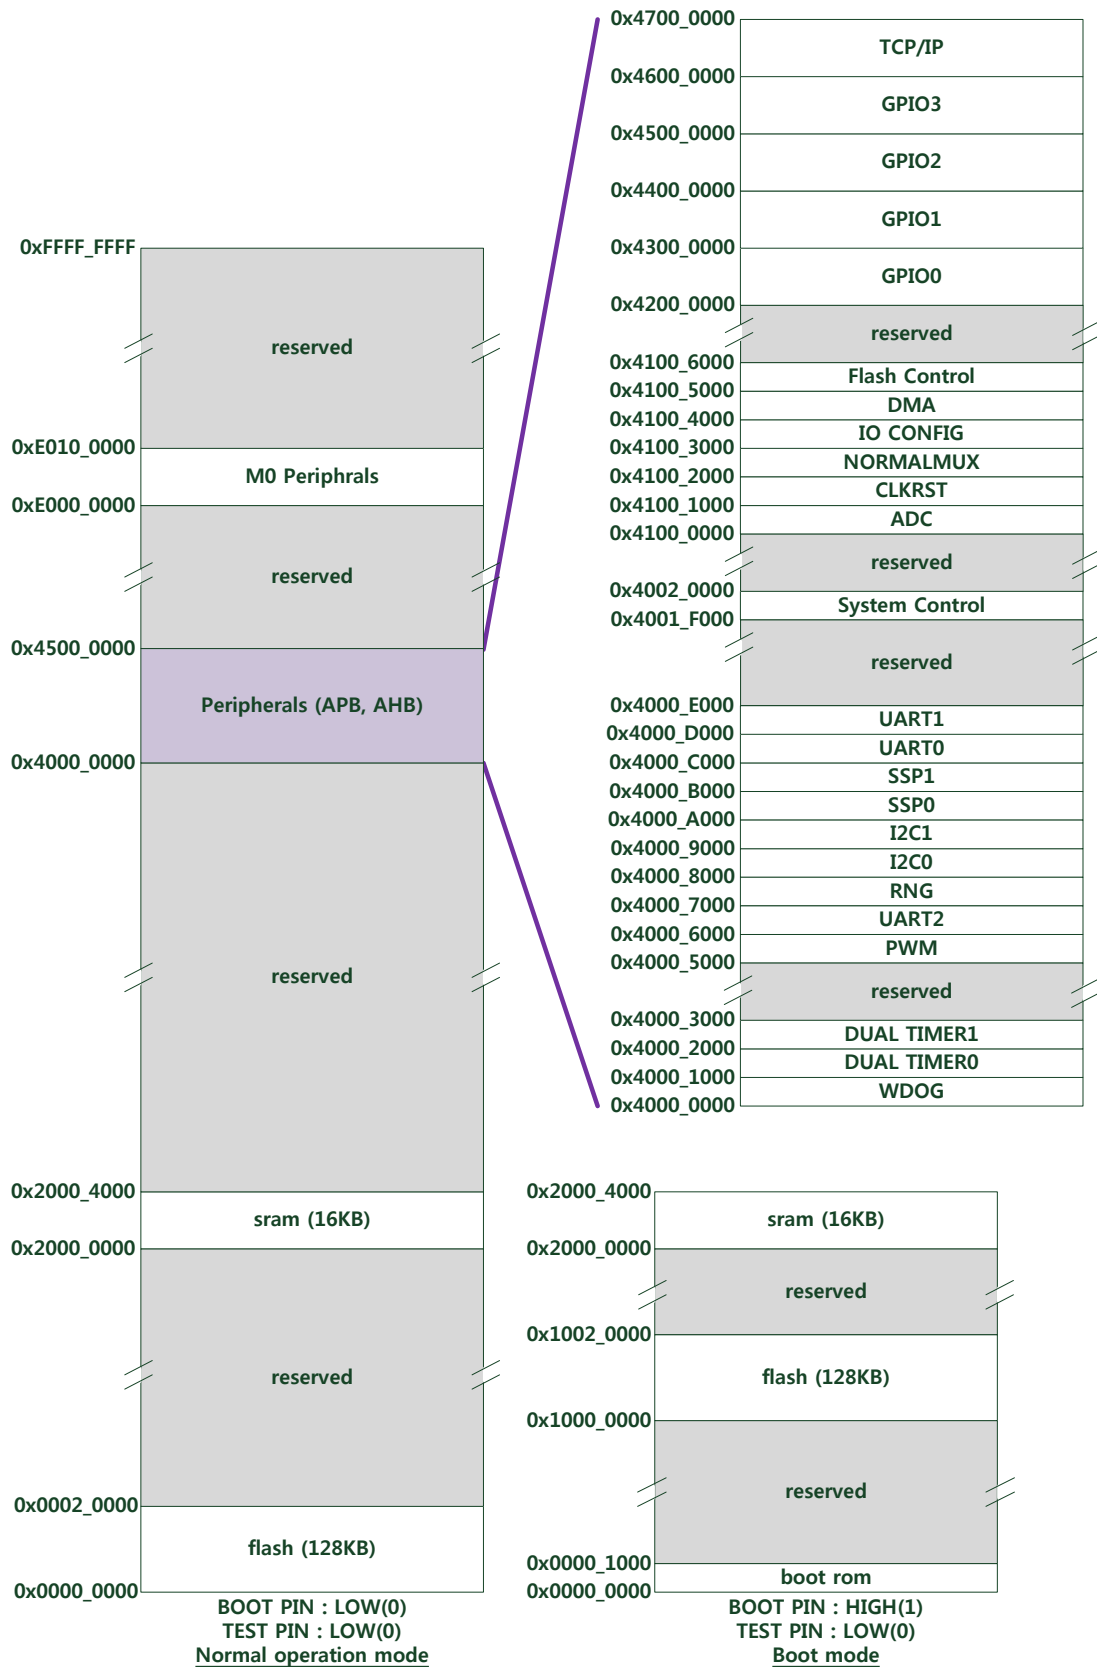 0x4700_0000
TCP/IP
0x4600_0000
GPIO3
0x4500_0000
GPIO2
0x4400_0000
GPIO1
0x4300_0000
GPIO0
0x4200_0000
reserved
0x4100_6000
Flash Control
0x4100_5000
DMA
0x4100_4000
IO CONFIG
0x4100_3000
NORMALMUX
0x4100_2000
CLKRST
0x4100_1000
ADC
0x4100_0000
reserved
0x4002_0000
System Control
0x4001_F000
reserved
0x4000_E000
UART1
0x4000_D000
UART0
0x4000_C000
SSP1
0x4000_B000
SSP0
0x4000_A000
I2C1
0x4000_9000
I2C0
0x4000_8000
RNG
0x4000_7000
UART2
0x4000_6000
PWM
0x4000_5000
reserved
0x4000_3000
DUAL TIMER1
0x4000_2000
DUAL TIMER0
0x4000_1000
WDOG
0x4000_0000
0xFFFF_FFFF
reserved
0xE010_0000
M0 Periphrals
0xE000_0000
reserved
0x4500_0000
Peripherals (APB, AHB)
0x4000_0000
reserved
0x2000_4000
sram (16KB)
0x2000_0000
reserved
0x0002_0000
flash (128KB)
0x0000_0000
BOOT PIN : LOW(0)
TEST PIN : LOW(0)
Normal operation mode
0x2000_4000
sram (16KB)
0x2000_0000
reserved
0x1002_0000
flash (128KB)
0x1000_0000
reserved
0x0000_1000
boot rom
0x0000_0000
BOOT PIN : HIGH(1)
TEST PIN : LOW(0)
Boot mode